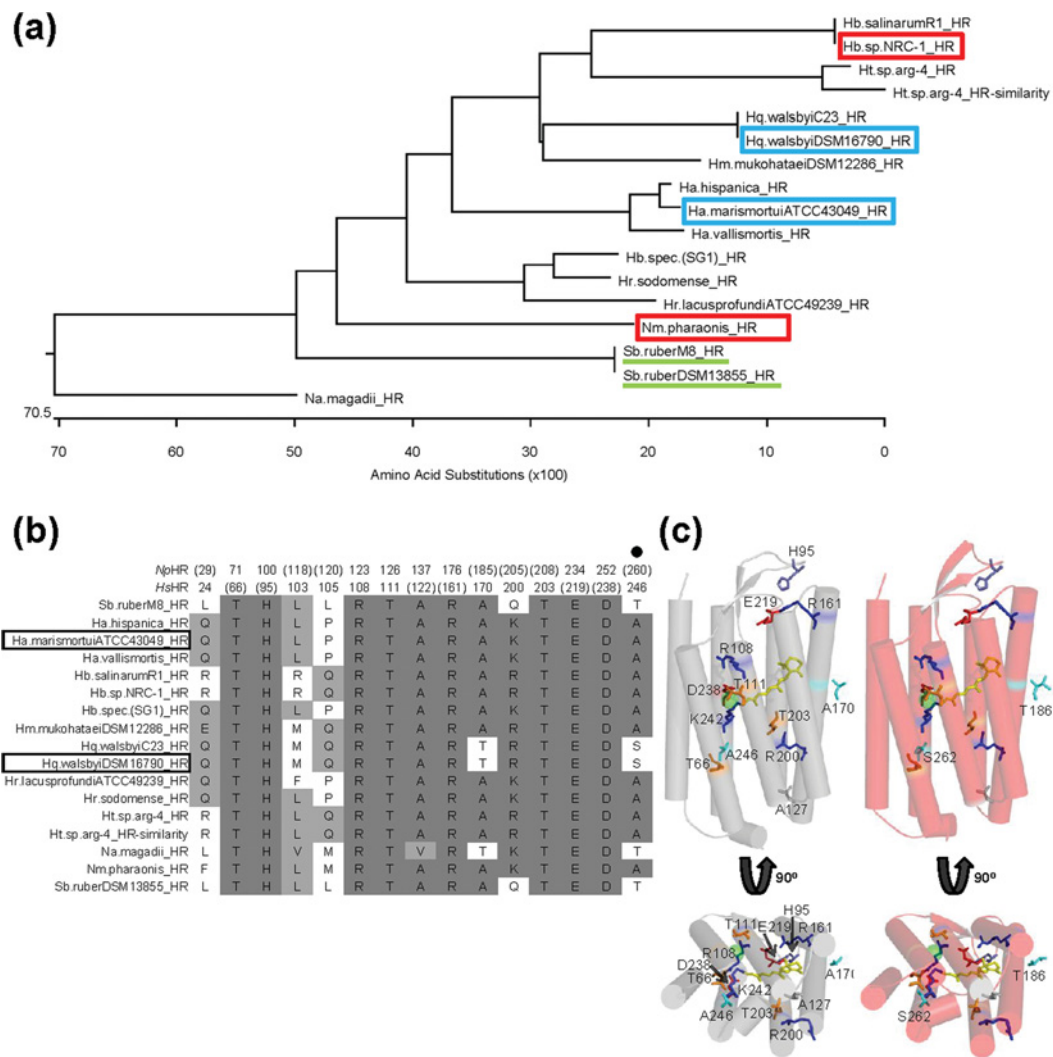 (a)
Hb.salinarumR1_HR
Hb.sp.NRC-1_HR
Ht.sp.arg-4_HR
Ht.sp.arg-4_HR-similarity
Hq.walsbyiC23_HR
Hq.walsbyiDSM16790_HR
Hm.mukohataeiDSM12286_HR
Ha.hispanica_HR
Ha.marismortuiATCC43049_HR
Ha.vallismortis_HR
Hb.spec.(SG1)_HR
Hr.sodomense_HR
Hr.lacusprofundiATCC49239_HR
Nm.pharaonis_HR
Sb.ruberM8_HR
Sb.ruberDSM13855_HR
Na.magadii_HR
70.5
70 60 50 40 30 20 10 0
Amino Acid Substitutions (x100)
(b)
NpHR (29) 71 100 (118) (120) 123 126 137 176 (185) (205) (208) 234 252 (260)
HsHR 24 (66) (95) 103 105 108 111 (122) (161) 170 200 203 (219) (238) 246
Sb.ruberM8_HR L T H L L R T A R A Q T E D T
Ha.hispanica_HR Q T H L P R T A R A K T E D A
Ha.marismortuiATCC43049_HR Q T H L P R T A R A K T E D A
Ha.vallismortis_HR Q T H L P R T A R A K T E D A
Hb.salinarumR1_HR R T H R Q R T A R A R T E D A
Hb.sp.NRC-1_HR R T H R Q R T A R A R T E D A
Hb.spec.(SG1)_HR Q T H L P R T A R A K T E D A
Hm.mukohataeiDSM12286_HR E T H M Q R T A R A R T E D A
Hq.walsbyiC23_HR Q T H M Q R T A R T R T E D S
Hq.walsbyiDSM16790_HR Q T H M Q R T A R T R T E D S
Hr.lacusprofundiATCC49239_HR Q T H F P R T A R A K T E D A
Hr.sodomense_HR Q T H L P R T A R A K T E D A
Ht.sp.arg-4_HR R T H L Q R T A R A R T E D A
Ht.sp.arg-4_HR-similarity R T H L Q R T A R A R T E D A
Na.magadii_HR L T H V M R T V R T K T E D T
Nm.pharaonis_HR F T H L M R T A R A K T E D A
Sb.ruberDSM13855_HR L T H L L R T A R A Q T E D T
(c)
H95
E219 R161
R108
T111
D238
A170
K242 T203
A246 R200
T66
A127
T186
S262
90º 90º
H95
T111 E219 R161
R108
D238
T66 A170
K242 A127
A246 T203
R200
T186
S262